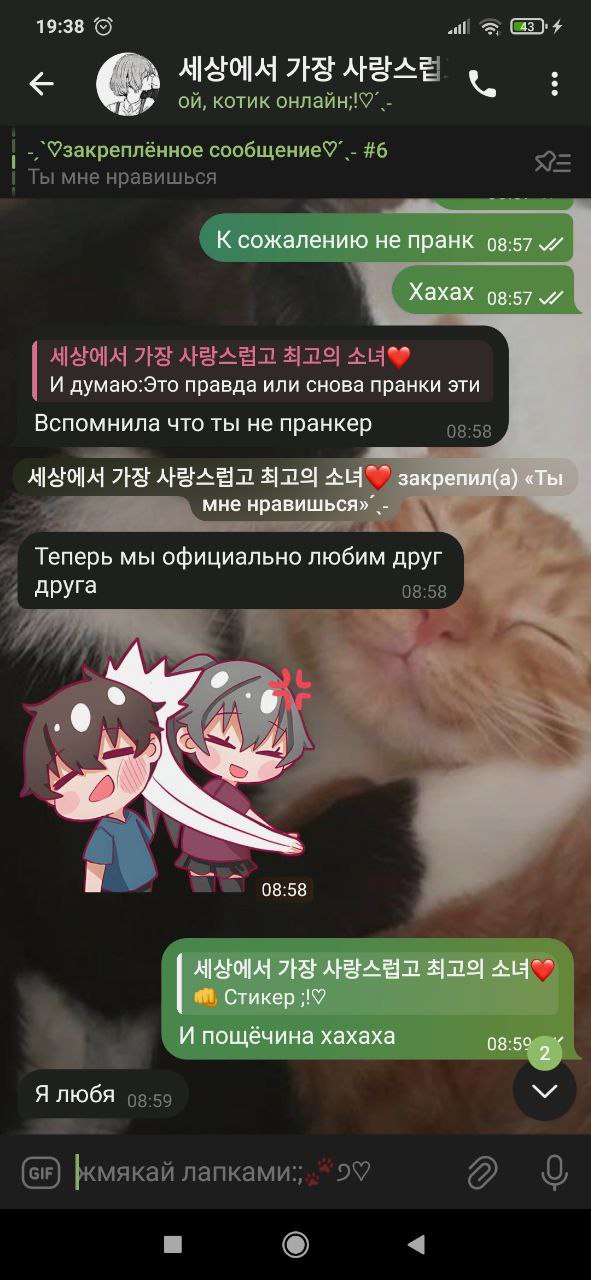 19:38
43
세상에서 가장 사랑스럽
ой, котик онлайн;!♡´ˎ-
-ˏˋ♡закреплённое сообщение♡´ˎ- #6
Ты мне нравишься
К сожалению не пранк 08:57
Хахах 08:57
세상에서 가장 사랑스럽고 최고의 소녀❤️
И думаю:Это правда или снова пранки эти
Вспомнила что ты не пранкер 08:58
세상에서 가장 사랑스럽고 최고의 소녀❤️ закрепил(а) «Ты
мне нравишься»´ˎ-
Теперь мы официально любим друг
друга 08:58
08:58
세상에서 가장 사랑스럽고 최고의 소녀❤️
👊 Стикер ;!♡
И пощёчина хахаха 08:59
2
Я любя 08:59
GIF жмякай лапками:;🐾੭♡